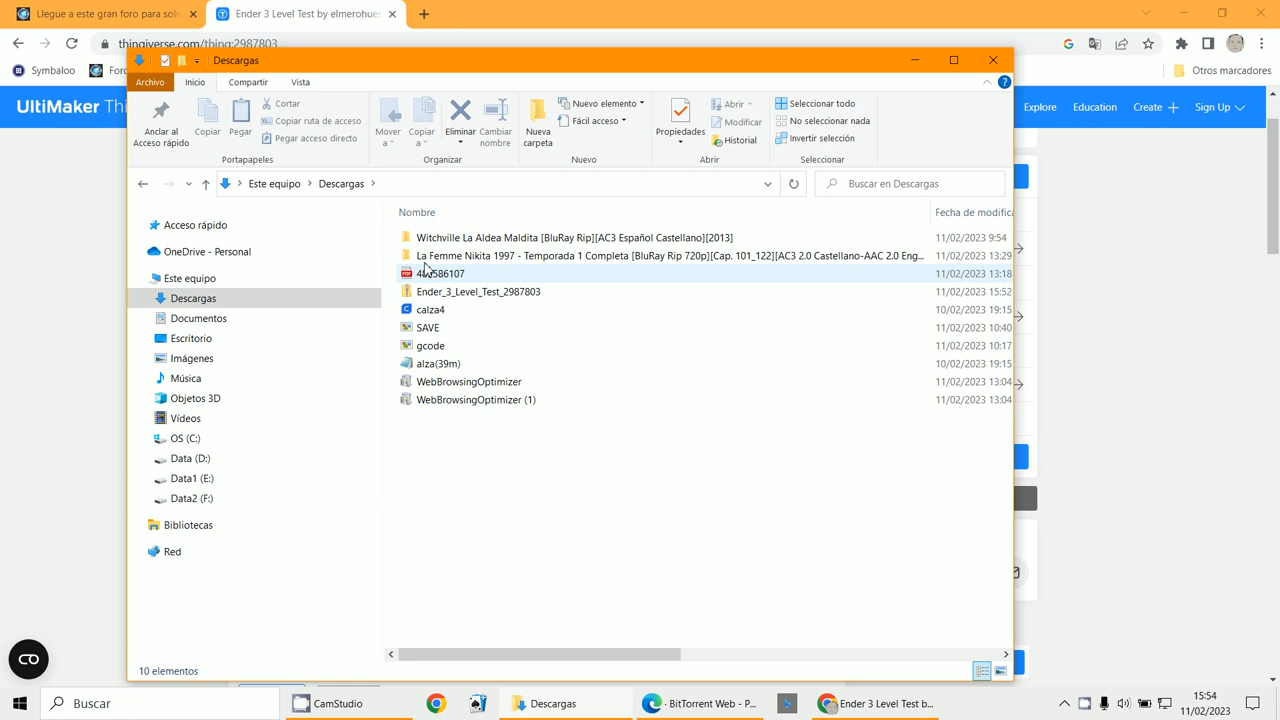 Llegue a este gran foro para solv
Ender 3 Level Test by elmerohues
thingiverse.com/thing:2987803
Symbaloo
Foro
Otros marcadores
UltiMaker Thi
Explore
Education
Create
Sign Up
Descargas
Archivo
Inicio
Compartir
Vista
Anclar al
Acceso rápido
Copiar
Pegar
Cortar
Copiar ruta de acceso
Pegar acceso directo
Portapapeles
Mover
a
Copiar
a
Eliminar
Cambiar
nombre
Organizar
Nueva
carpeta
Nuevo elemento
Fácil acceso
Nuevo
Propiedades
Abrir
Modificar
Historial
Abrir
Seleccionar todo
No seleccionar nada
Invertir selección
Seleccionar
Este equipo > Descargas >
Buscar en Descargas
Acceso rápido
OneDrive - Personal
Este equipo
Descargas
Documentos
Escritorio
Imágenes
Música
Objetos 3D
Vídeos
OS (C:)
Data (D:)
Data1 (E:)
Data2 (F:)
Bibliotecas
Red
Nombre Fecha de modifica
Witchville La Aldea Maldita [BluRay Rip][AC3 Español Castellano][2013] 11/02/2023 9:54
La Femme Nikita 1997 - Temporada 1 Completa [BluRay Rip 720p][Cap. 101_122][AC3 2.0 Castellano-AAC 2.0 Eng... 11/02/2023 13:29
11/02/2023 13:18
Ender_3_Level_Test_2987803 11/02/2023 15:52
calza4 10/02/2023 19:15
SAVE 11/02/2023 10:40
gcode 11/02/2023 10:17
alza(39m) 10/02/2023 19:15
WebBrowsingOptimizer 11/02/2023 13:04
WebBrowsingOptimizer (1) 11/02/2023 13:04
10 elementos
Buscar
CamStudio
Descargas
· BitTorrent Web - P...
Ender 3 Level Test b...
15:54
11/02/2023